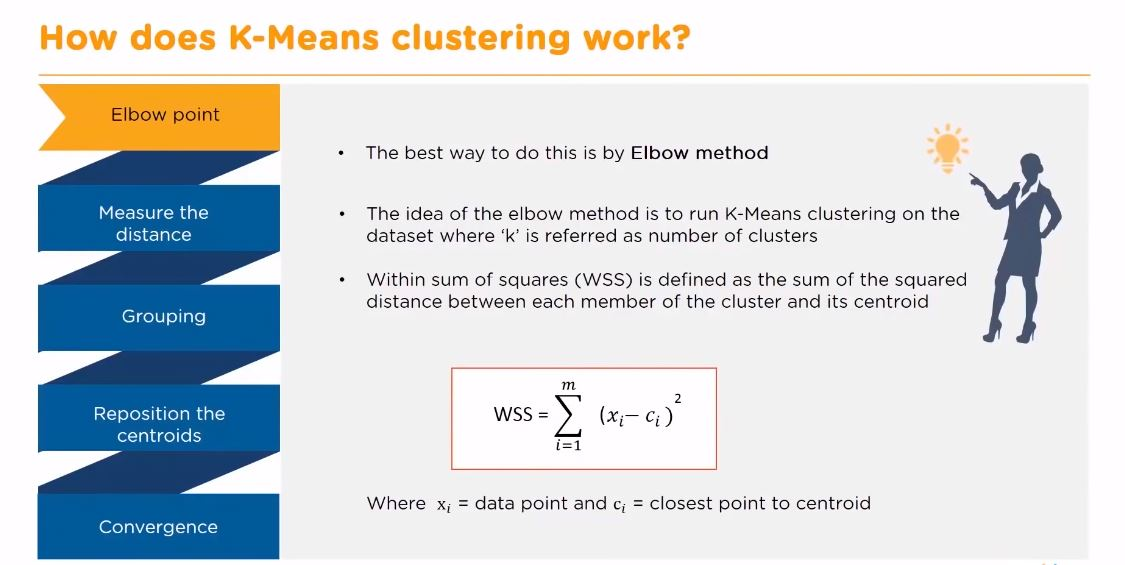 How does K-Means clustering work?
Elbow point
Measure the
distance
Grouping
Reposition the
centroids
Convergence
• The best way to do this is by Elbow method
• The idea of the elbow method is to run K-Means clustering on the
dataset where ‘k’ is referred as number of clusters
• Within sum of squares (WSS) is defined as the sum of the squared
distance between each member of the cluster and its centroid
m
WSS = ∑ (xᵢ− cᵢ )²
i=1
Where xᵢ = data point and cᵢ = closest point to centroid